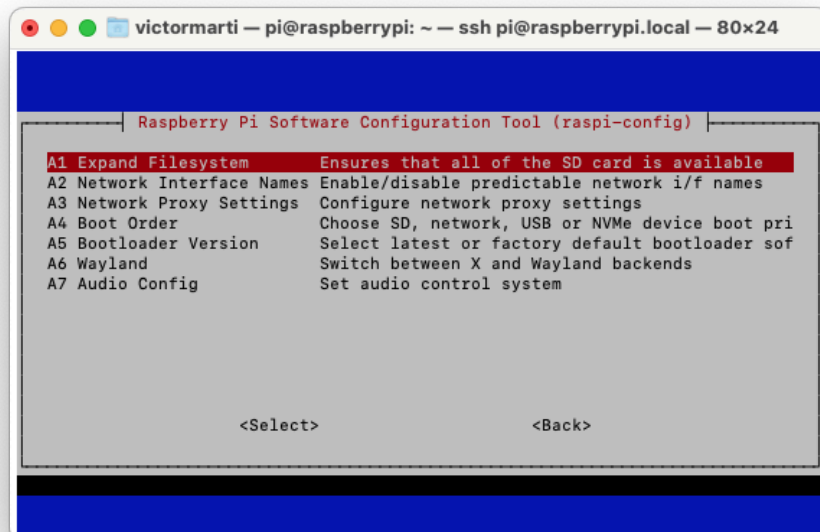 victormarti — pi@raspberrypi: ~ — ssh pi@raspberrypi.local — 80×24
Raspberry Pi Software Configuration Tool (raspi-config)
A1 Expand Filesystem Ensures that all of the SD card is available
A2 Network Interface Names Enable/disable predictable network i/f names
A3 Network Proxy Settings Configure network proxy settings
A4 Boot Order Choose SD, network, USB or NVMe device boot pri
A5 Bootloader Version Select latest or factory default bootloader sof
A6 Wayland Switch between X and Wayland backends
A7 Audio Config Set audio control system
<Select> <Back>